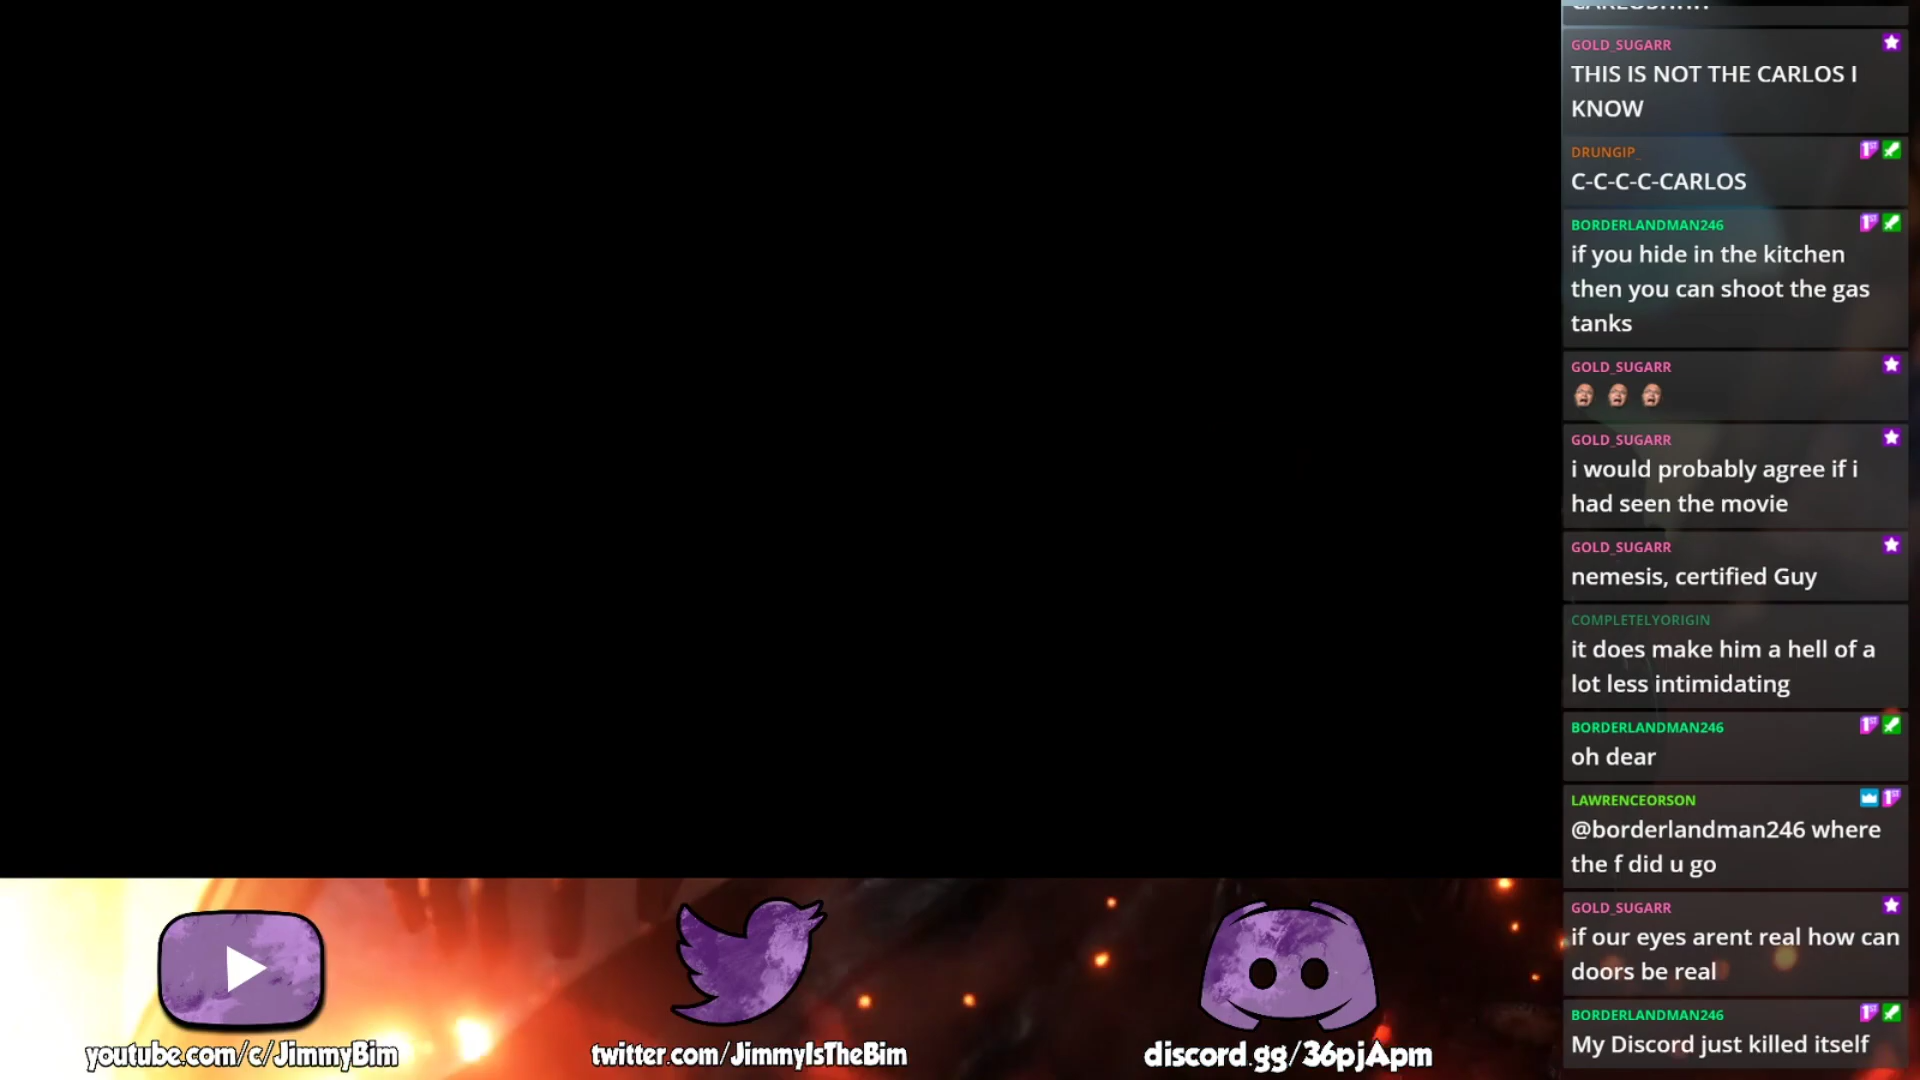 GOLD_SUGARR
THIS IS NOT THE CARLOS I
KNOW
DRUNGIP_
C-C-C-C-CARLOS
BORDERLANDMAN246
if you hide in the kitchen
then you can shoot the gas
tanks
GOLD_SUGARR
GOLD_SUGARR
i would probably agree if i
had seen the movie
GOLD_SUGARR
nemesis, certified Guy
COMPLETELYORIGIN
it does make him a hell of a
lot less intimidating
BORDERLANDMAN246
oh dear
LAWRENCEORSON
@borderlandman246 where
the f did u go
GOLD_SUGARR
if our eyes arent real how can
doors be real
BORDERLANDMAN246
My Discord just killed itself
youtube.com/c/JimmyBim
twitter.com/JimmyIsTheBim
discord.gg/36pjApm